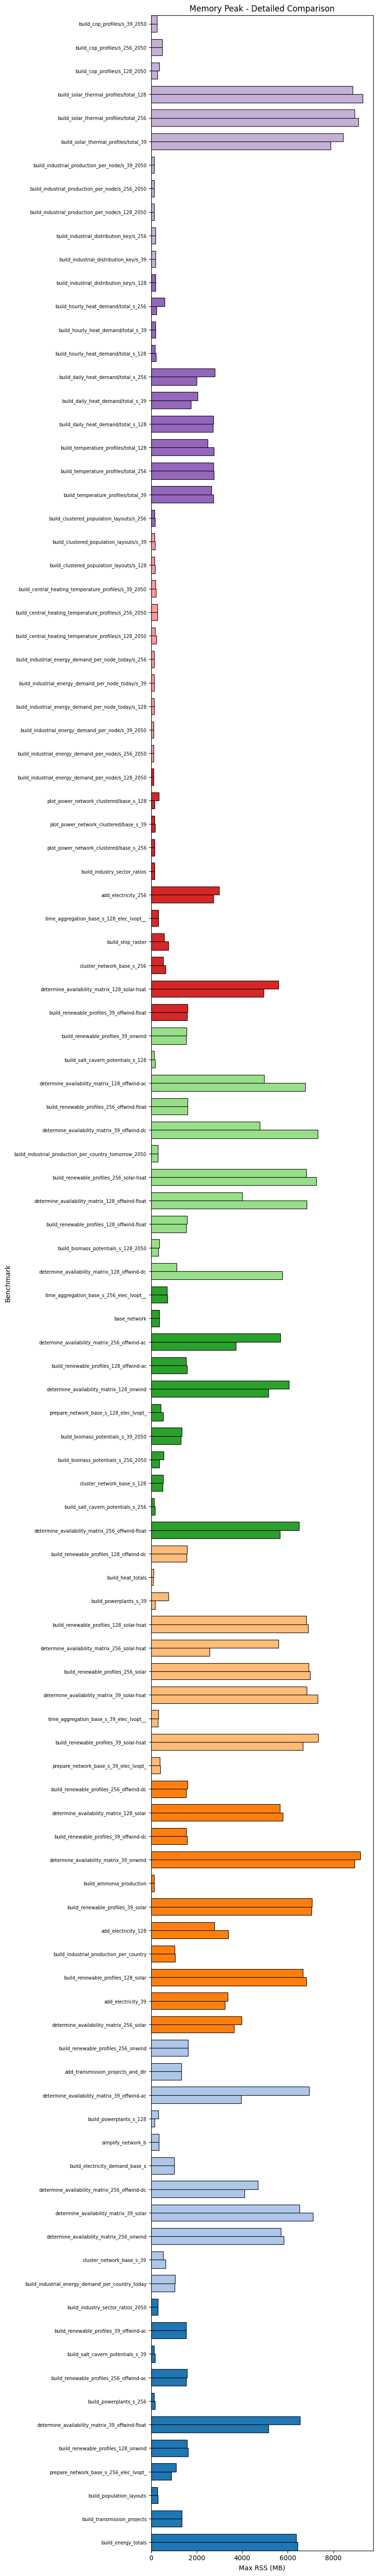 Memory Peak - Detailed Comparison
build_cop_profiles/s_39_2050
build_cop_profiles/s_256_2050
build_cop_profiles/s_128_2050
build_solar_thermal_profiles/total_128
build_solar_thermal_profiles/total_256
build_solar_thermal_profiles/total_39
build_industrial_production_per_node/s_39_2050
build_industrial_production_per_node/s_256_2050
build_industrial_production_per_node/s_128_2050
build_industrial_distribution_key/s_256
build_industrial_distribution_key/s_39
build_industrial_distribution_key/s_128
build_hourly_heat_demand/total_s_256
build_hourly_heat_demand/total_s_39
build_hourly_heat_demand/total_s_128
build_daily_heat_demand/total_s_256
build_daily_heat_demand/total_s_39
build_daily_heat_demand/total_s_128
build_temperature_profiles/total_128
build_temperature_profiles/total_256
build_temperature_profiles/total_39
build_clustered_population_layouts/s_256
build_clustered_population_layouts/s_39
build_clustered_population_layouts/s_128
build_central_heating_temperature_profiles/s_39_2050
build_central_heating_temperature_profiles/s_256_2050
build_central_heating_temperature_profiles/s_128_2050
build_industrial_energy_demand_per_node_today/s_256
build_industrial_energy_demand_per_node_today/s_39
build_industrial_energy_demand_per_node_today/s_128
build_industrial_energy_demand_per_node/s_39_2050
build_industrial_energy_demand_per_node/s_256_2050
build_industrial_energy_demand_per_node/s_128_2050
plot_power_network_clustered/base_s_128
plot_power_network_clustered/base_s_39
plot_power_network_clustered/base_s_256
build_industry_sector_ratios
add_electricity_256
time_aggregation_base_s_128_elec_lvopt__
build_ship_raster
cluster_network_base_s_256
determine_availability_matrix_128_solar-hsat
build_renewable_profiles_39_offwind-float
build_renewable_profiles_39_onwind
build_salt_cavern_potentials_s_128
determine_availability_matrix_128_offwind-ac
build_renewable_profiles_256_offwind-float
determine_availability_matrix_39_offwind-dc
build_industrial_production_per_country_tomorrow_2050
build_renewable_profiles_256_solar-hsat
determine_availability_matrix_128_offwind-float
build_renewable_profiles_128_offwind-float
build_biomass_potentials_s_128_2050
determine_availability_matrix_128_offwind-dc
time_aggregation_base_s_256_elec_lvopt__
base_network
determine_availability_matrix_256_offwind-ac
build_renewable_profiles_128_offwind-ac
determine_availability_matrix_128_onwind
prepare_network_base_s_128_elec_lvopt_
build_biomass_potentials_s_39_2050
build_biomass_potentials_s_256_2050
cluster_network_base_s_128
build_salt_cavern_potentials_s_256
determine_availability_matrix_256_offwind-float
build_renewable_profiles_128_offwind-dc
build_heat_totals
build_powerplants_s_39
build_renewable_profiles_128_solar-hsat
determine_availability_matrix_256_solar-hsat
build_renewable_profiles_256_solar
determine_availability_matrix_39_solar-hsat
time_aggregation_base_s_39_elec_lvopt__
build_renewable_profiles_39_solar-hsat
prepare_network_base_s_39_elec_lvopt_
build_renewable_profiles_256_offwind-dc
determine_availability_matrix_128_solar
build_renewable_profiles_39_offwind-dc
determine_availability_matrix_39_onwind
build_ammonia_production
build_renewable_profiles_39_solar
add_electricity_128
build_industrial_production_per_country
build_renewable_profiles_128_solar
add_electricity_39
determine_availability_matrix_256_solar
build_renewable_profiles_256_onwind
add_transmission_projects_and_dlr
determine_availability_matrix_39_offwind-ac
build_powerplants_s_128
simplify_network_b
build_electricity_demand_base_s
determine_availability_matrix_256_offwind-dc
determine_availability_matrix_39_solar
determine_availability_matrix_256_onwind
cluster_network_base_s_39
build_industrial_energy_demand_per_country_today
build_industry_sector_ratios_2050
build_renewable_profiles_39_offwind-ac
build_salt_cavern_potentials_s_39
build_renewable_profiles_256_offwind-ac
build_powerplants_s_256
determine_availability_matrix_39_offwind-float
build_renewable_profiles_128_onwind
prepare_network_base_s_256_elec_lvopt_
build_population_layouts
build_transmission_projects
build_energy_totals
Benchmark
0 2000 4000 6000 8000
Max RSS (MB)